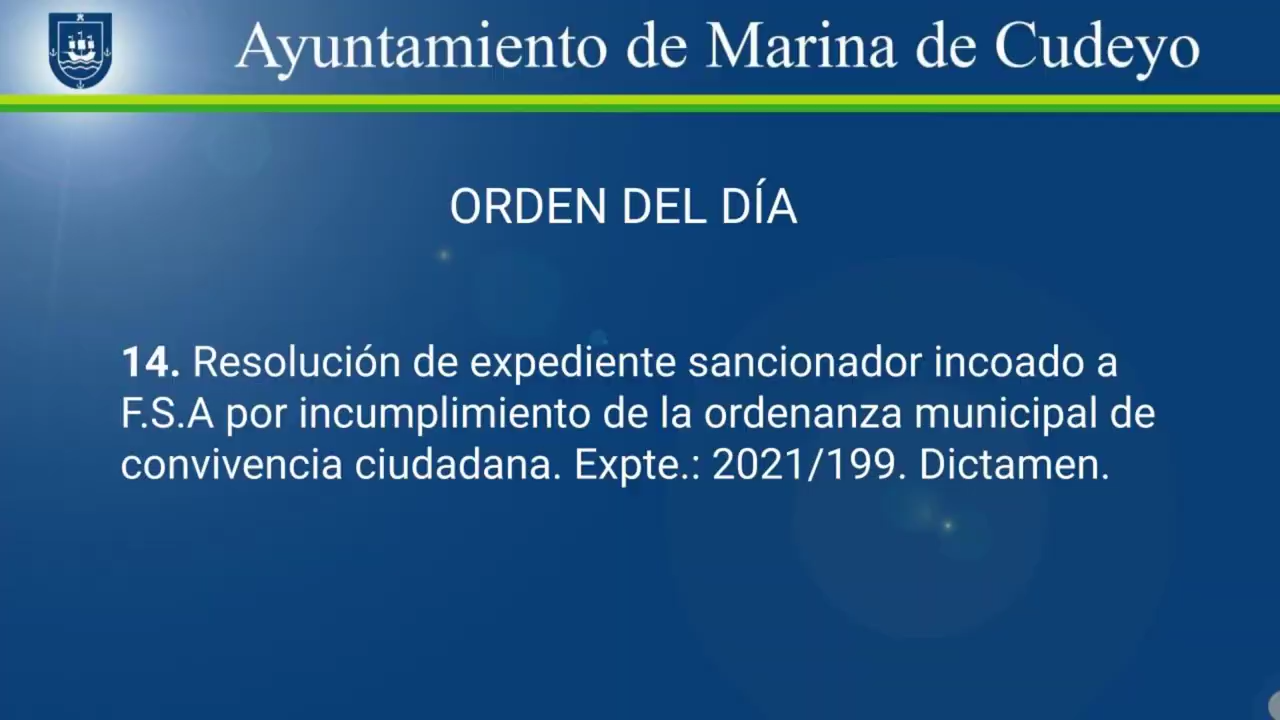 Ayuntamiento de Marina de Cudeyo
ORDEN DEL DÍA
14. Resolución de expediente sancionador incoado a
F.S.A por incumplimiento de la ordenanza municipal de
convivencia ciudadana. Expte.: 2021/199. Dictamen.